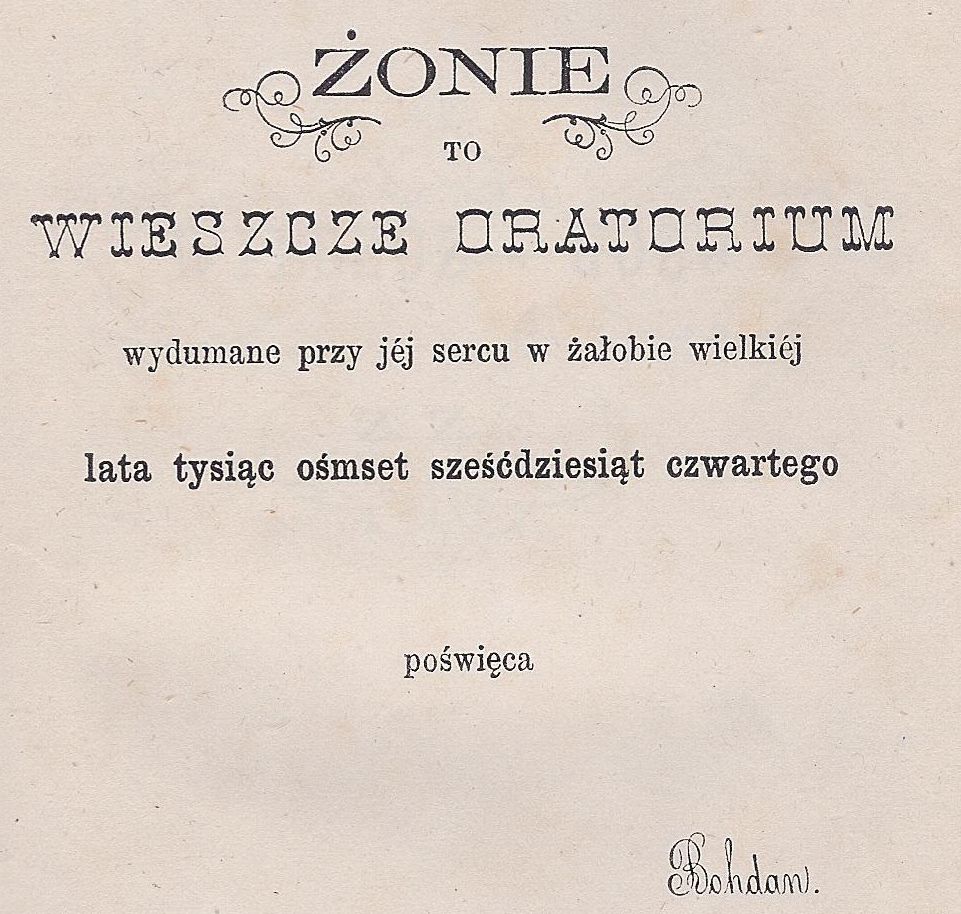 ŻONIE
TO
WIESZCZE ORATORIUM
wydumane przy jéj sercu w żałobie wielkiéj
lata tysiąc ośmset sześćdziesiąt czwartego
poświęca
Bohdan.